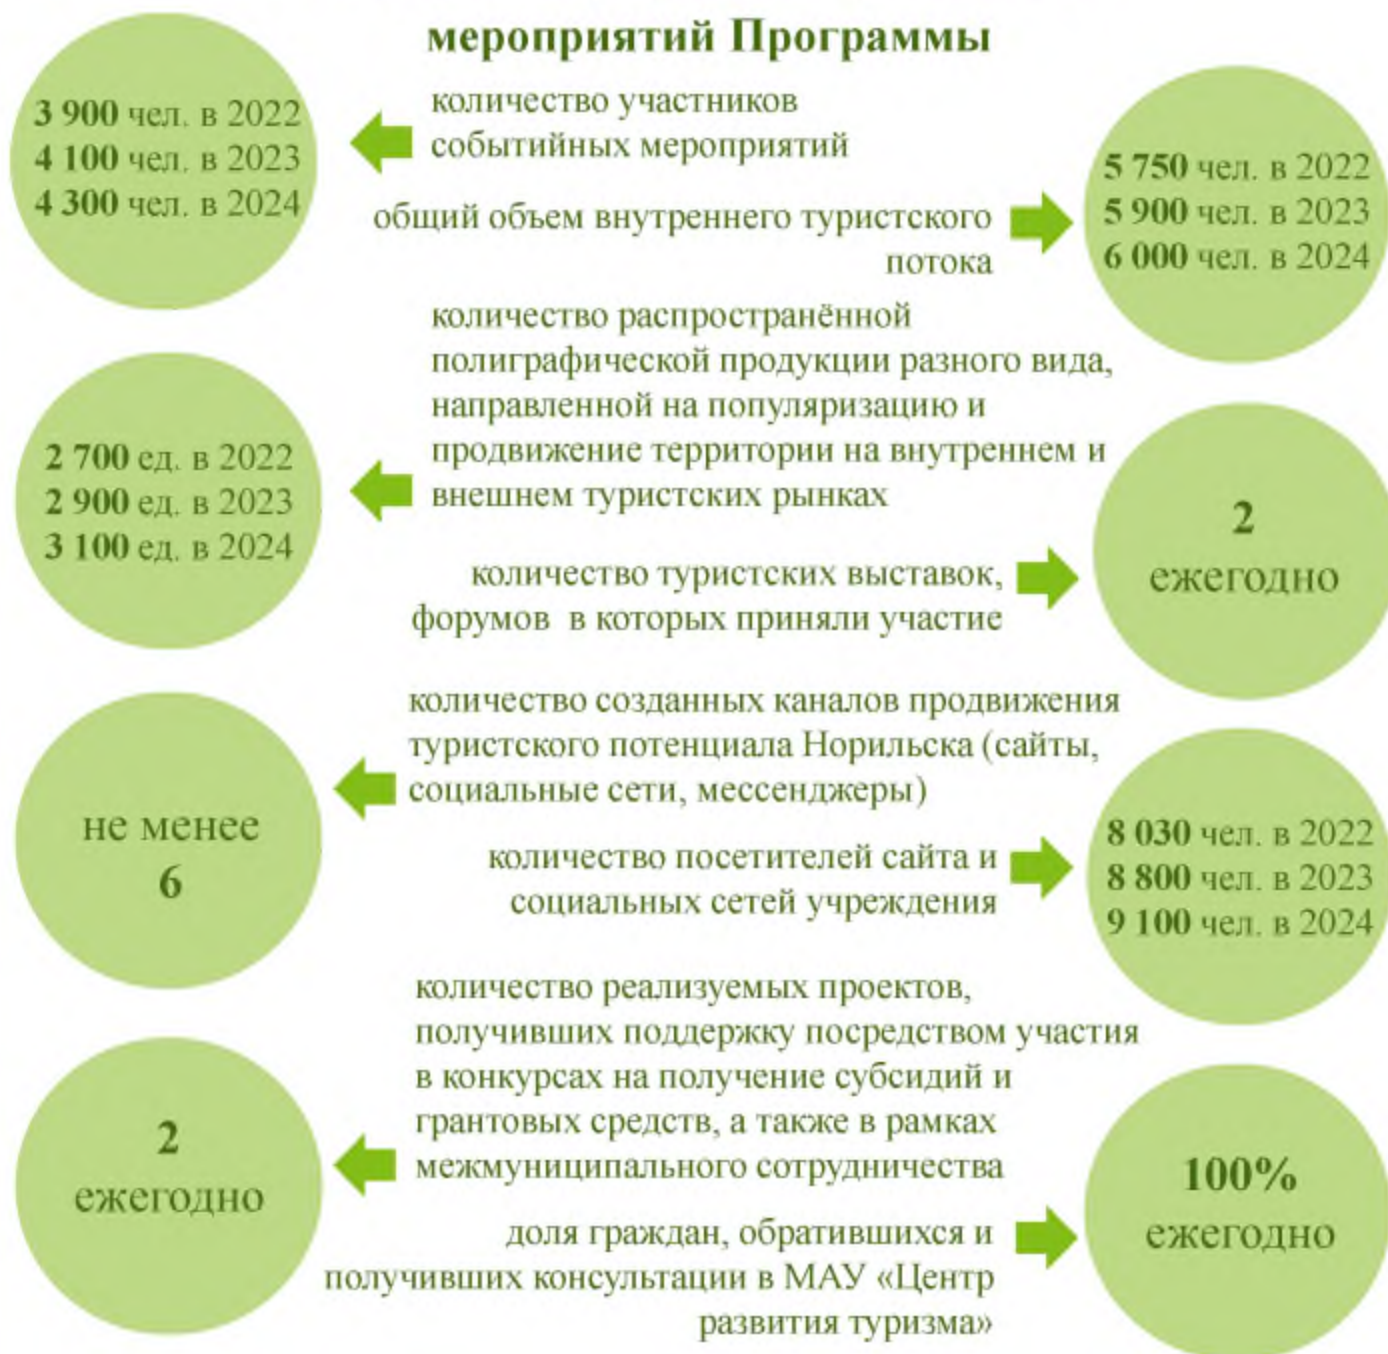 мероприятий Программы
3 900 чел. в 2022
4 100 чел. в 2023
4 300 чел. в 2024
количество участников
событийных мероприятий
общий объем внутреннего туристского
потока
5 750 чел. в 2022
5 900 чел. в 2023
6 000 чел. в 2024
количество распространённой
полиграфической продукции разного вида,
направленной на популяризацию и
продвижение территории на внутреннем и
внешнем туристских рынках
2 700 ед. в 2022
2 900 ед. в 2023
3 100 ед. в 2024
количество туристских выставок,
форумов в которых приняли участие
2
ежегодно
количество созданных каналов продвижения
туристского потенциала Норильска (сайты,
социальные сети, мессенджеры)
не менее
6
количество посетителей сайта и
социальных сетей учреждения
8 030 чел. в 2022
8 800 чел. в 2023
9 100 чел. в 2024
количество реализуемых проектов,
получивших поддержку посредством участия
в конкурсах на получение субсидий и
грантовых средств, а также в рамках
межмуниципального сотрудничества
2
ежегодно
доля граждан, обратившихся и
получивших консультации в МАУ «Центр
развития туризма»
100%
ежегодно